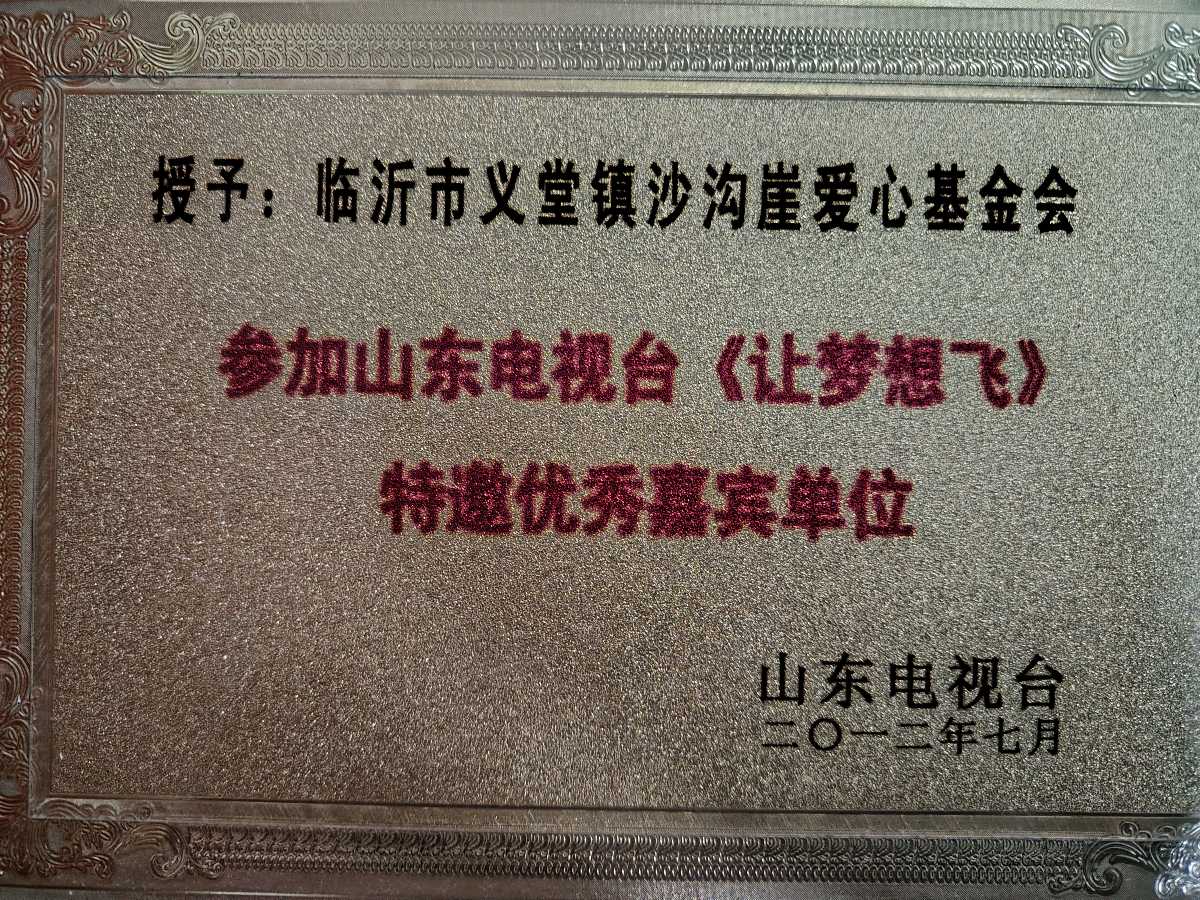 授予：临沂市义堂镇沙沟崖爱心基金会
参加山东电视台《让梦想飞》
特邀优秀嘉宾单位
山东电视台
二〇一二年七月